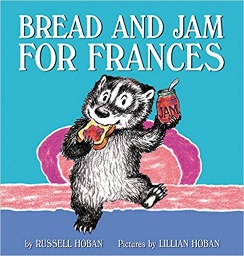 BREAD AND JAM
FOR FRANCES
JAM
by RUSSELL HOBAN Pictures by LILLIAN HOBAN